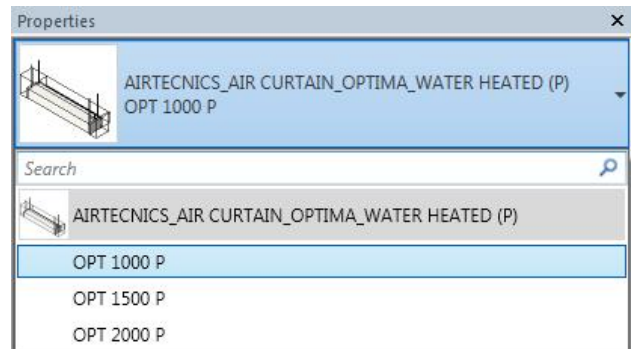 Properties
AIRTECNICS_AIR CURTAIN_OPTIMA_WATER HEATED (P)
OPT 1000 P
Search
AIRTECNICS_AIR CURTAIN_OPTIMA_WATER HEATED (P)
OPT 1000 P
OPT 1500 P
OPT 2000 P